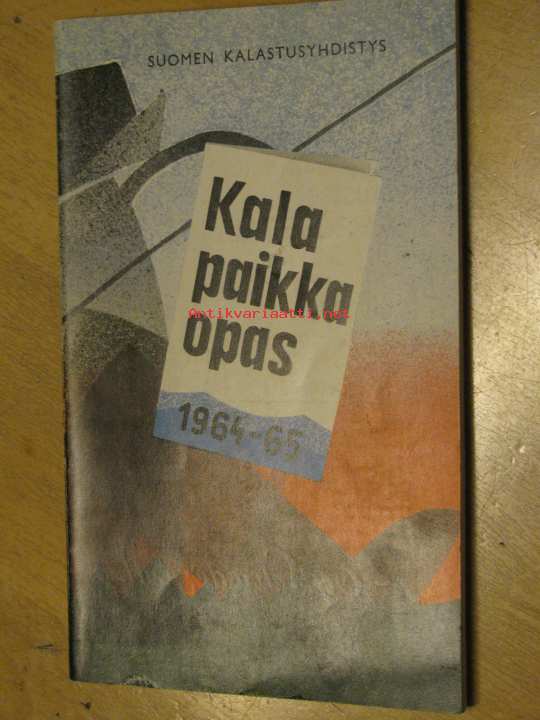 SUOMEN KALASTUSYHDISTYS
Kala
paikka
Antikvariaatti.net
opas
1964-65